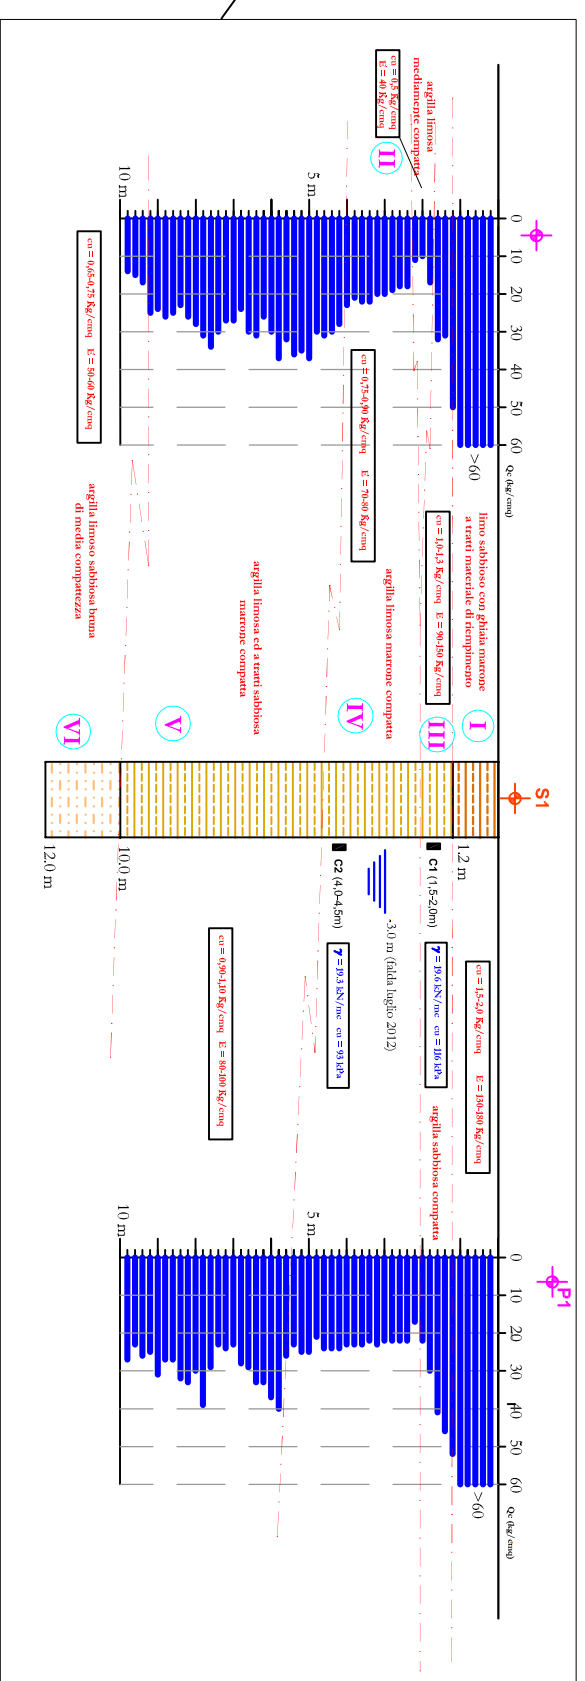 cu = 0,5 Kg/cmq
E = 40 Kg/cmq
argilla limosa
mediamente compatta
II
0
10
20
30
40
50
60
>60
Qc (kg/cmq)
5 m
10 m
cu = 0,65-0,75 Kg/cmq E = 50-60 Kg/cmq
cu = 0,75-0,90 Kg/cmq E = 70-80 Kg/cmq
cu = 1,0-1,3 Kg/cmq E = 90-150 Kg/cmq
limo sabbioso con ghiaia marrone
a tratti materiale di riempimento
argilla limosa marrone compatta
argilla limosa ed a tratti sabbiosa
marrone compatta
argilla limoso sabbiosa bruna
di media compattezza
I
III
IV
V
VI
S1
1.2 m
10.0 m
12.0 m
C1 (1,5-2,0m)
C2 (4,0-4,5m)
-3.0 m (falda luglio 2012)
γ = 19.6 kN/mc cu = 116 kPa
γ = 19.3 kN/mc cu = 93 kPa
cu = 1,5-2,0 Kg/cmq E = 130-180 Kg/cmq
cu = 0,90-1,10 Kg/cmq E = 80-100 Kg/cmq
argilla sabbiosa compatta
P1
0
10
20
30
40
50
60
>60
Qc (kg/cmq)
5 m
10 m